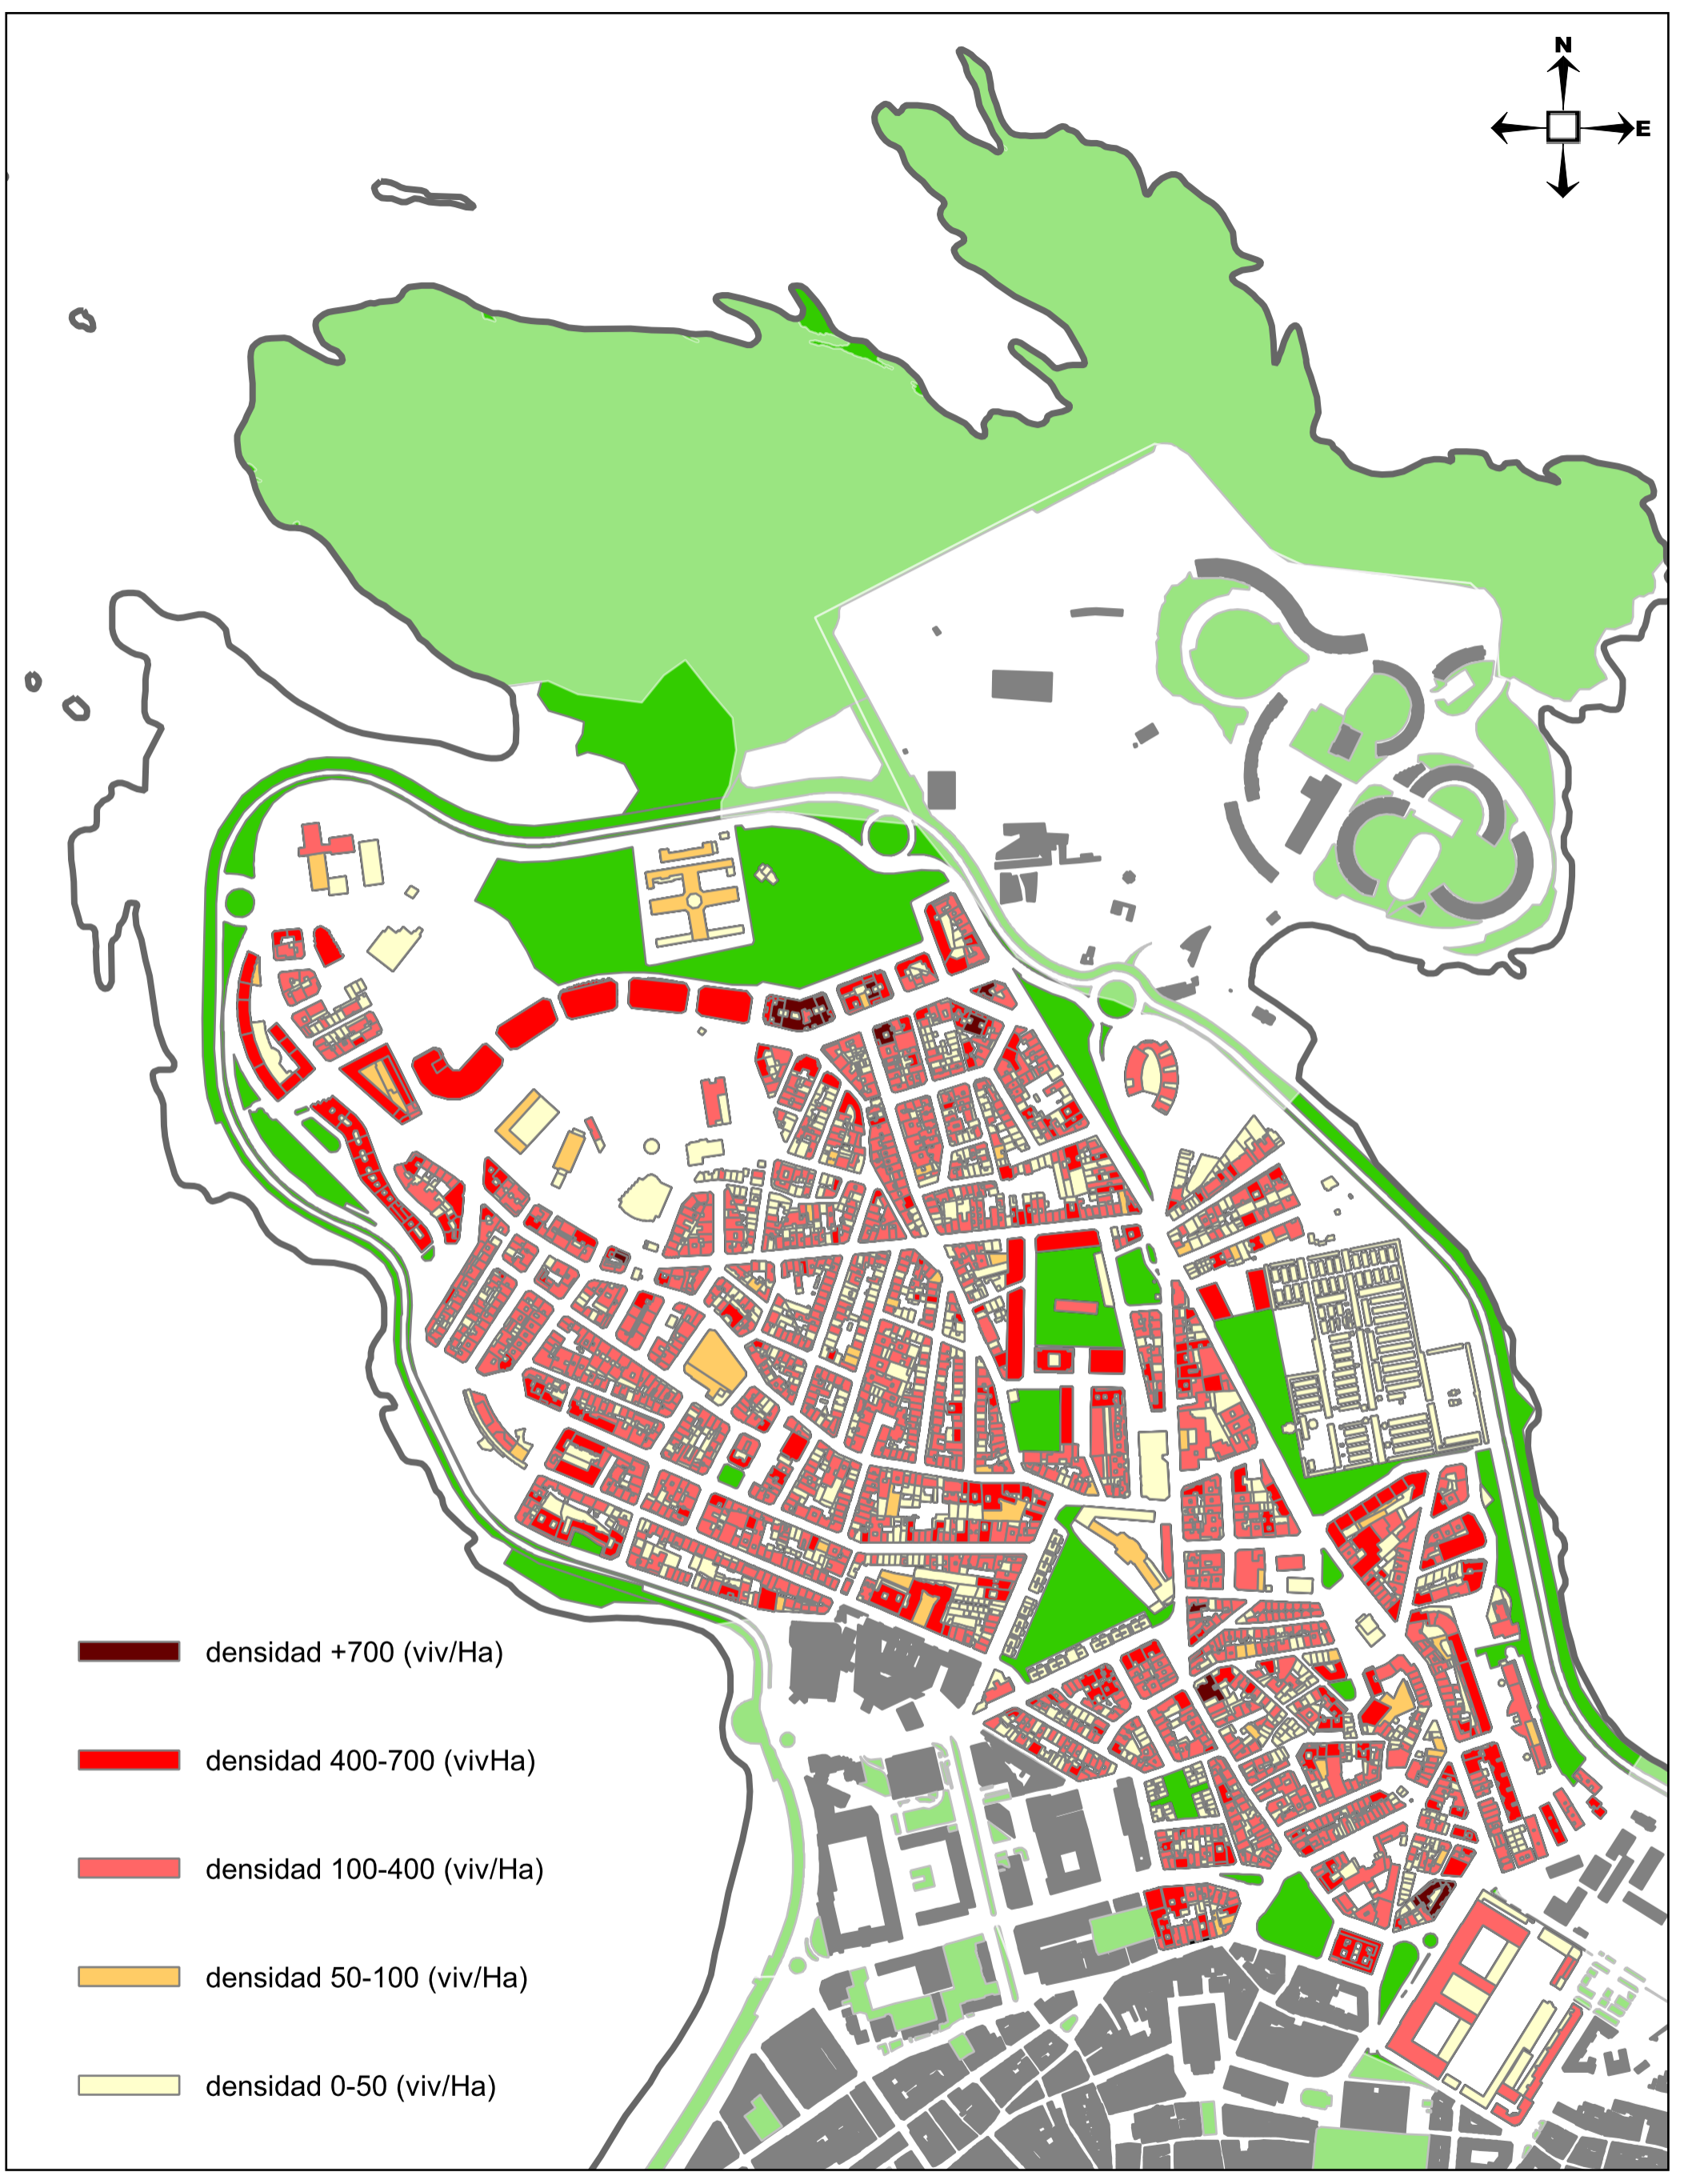 N
E
densidad +700 (viv/Ha)
densidad 400-700 (vivHa)
densidad 100-400 (viv/Ha)
densidad 50-100 (viv/Ha)
densidad 0-50 (viv/Ha)